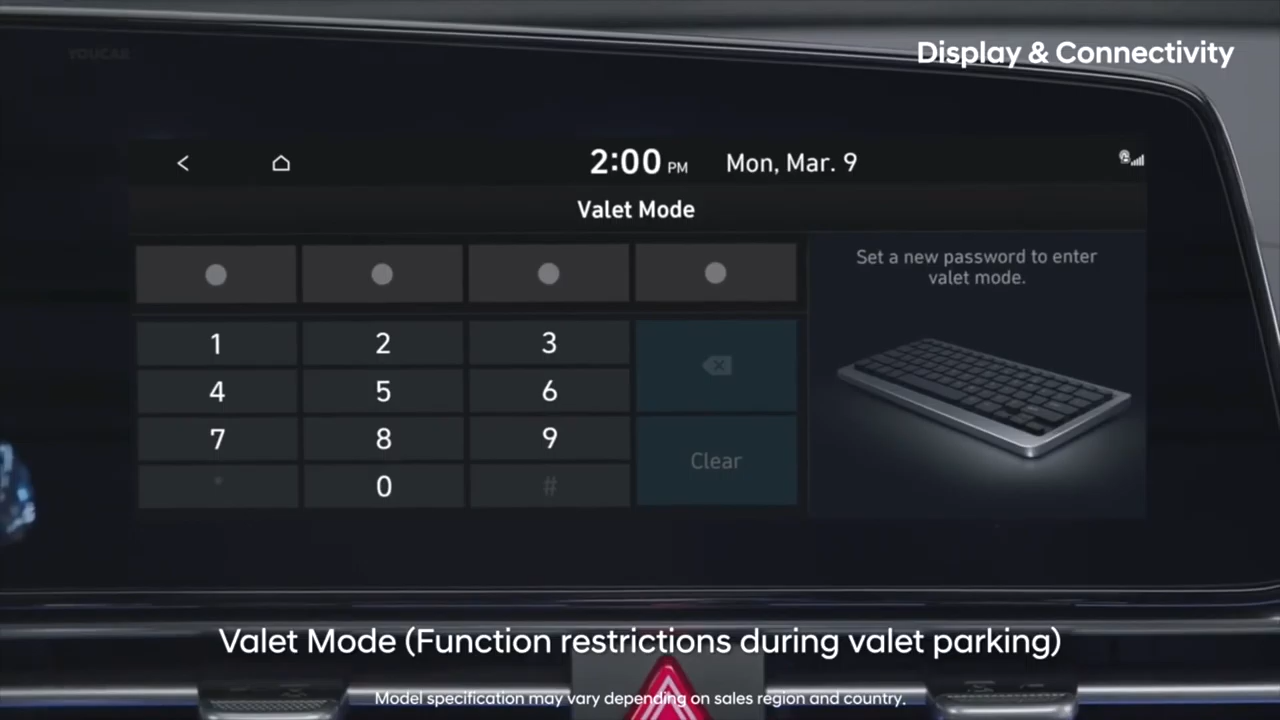 YOUCAR
Display & Connectivity
2:00 PM Mon, Mar. 9
Valet Mode
Set a new password to enter
valet mode.
1 2 3
4 5 6
7 8 9
Clear
* 0 #
Valet Mode (Function restrictions during valet parking)
Model specification may vary depending on sales region and country.